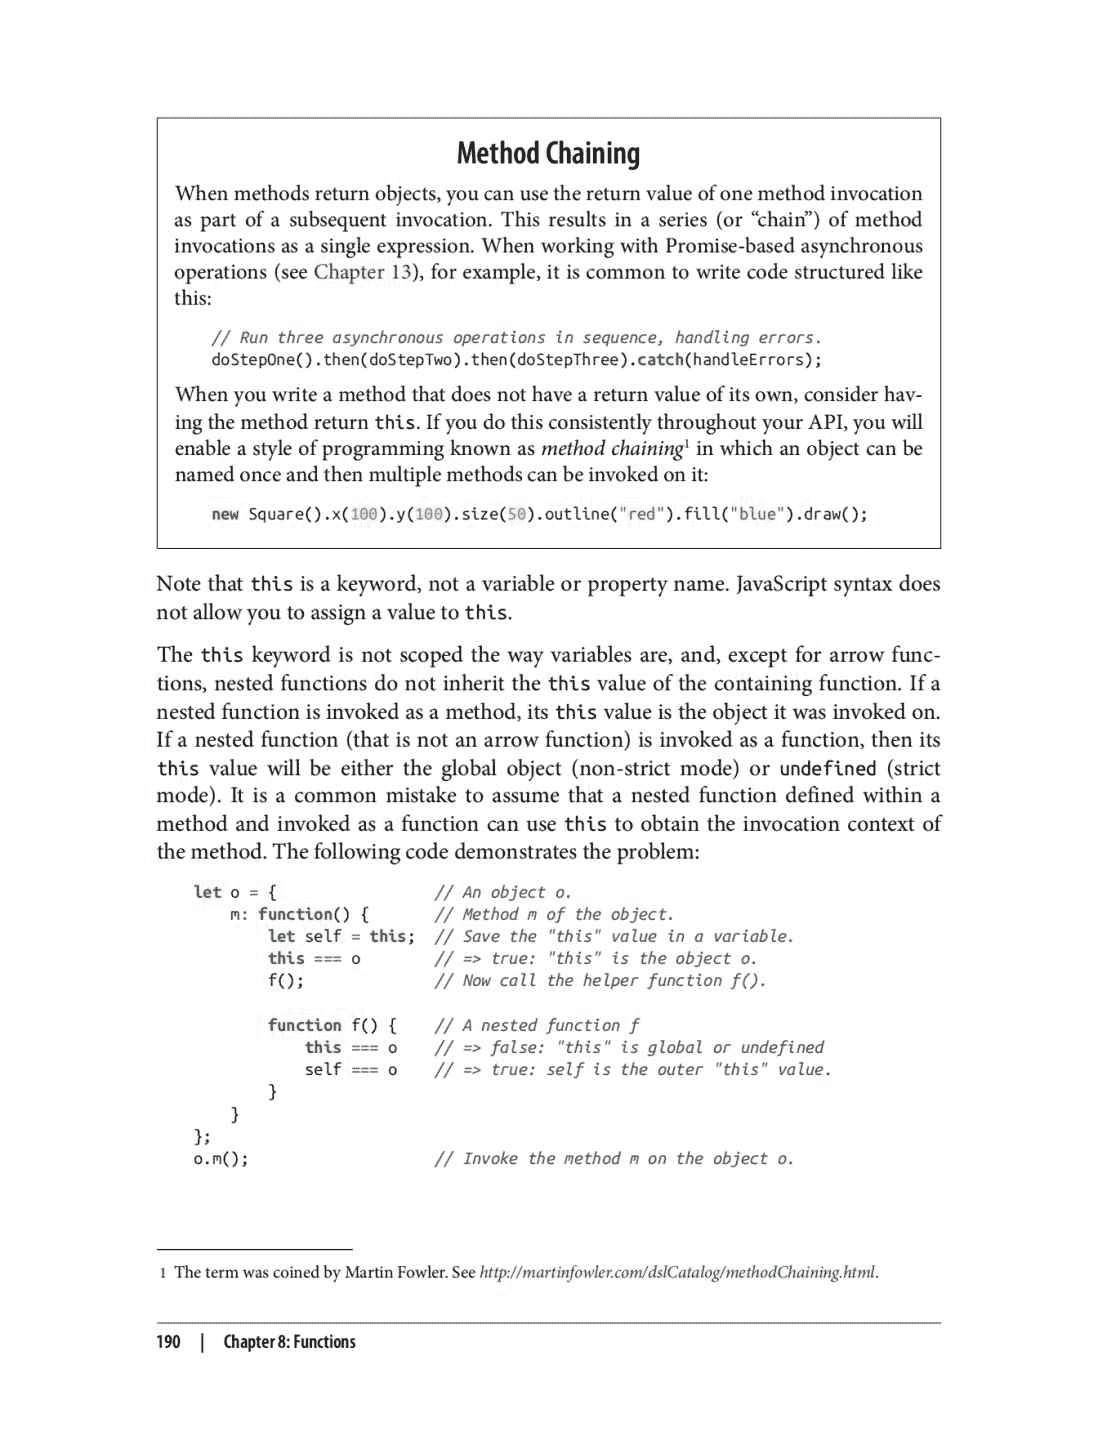 Method Chaining
When methods return objects, you can use the return value of one method invocation
as part of a subsequent invocation. This results in a series (or “chain”) of method
invocations as a single expression. When working with Promise-based asynchronous
operations (see Chapter 13), for example, it is common to write code structured like
this:
// Run three asynchronous operations in sequence, handling errors.
doStepOne().then(doStepTwo).then(doStepThree).catch(handleErrors);
When you write a method that does not have a return value of its own, consider hav-
ing the method return this. If you do this consistently throughout your API, you will
enable a style of programming known as method chaining1 in which an object can be
named once and then multiple methods can be invoked on it:
new Square().x(100).y(100).size(50).outline("red").fill("blue").draw();
Note that this is a keyword, not a variable or property name. JavaScript syntax does
not allow you to assign a value to this.
The this keyword is not scoped the way variables are, and, except for arrow func-
tions, nested functions do not inherit the this value of the containing function. If a
nested function is invoked as a method, its this value is the object it was invoked on.
If a nested function (that is not an arrow function) is invoked as a function, then its
this value will be either the global object (non-strict mode) or undefined (strict
mode). It is a common mistake to assume that a nested function defined within a
method and invoked as a function can use this to obtain the invocation context of
the method. The following code demonstrates the problem:
let o = { // An object o.
m: function() { // Method m of the object.
let self = this; // Save the "this" value in a variable.
this === o // => true: "this" is the object o.
f(); // Now call the helper function f().
function f() { // A nested function f
this === o // => false: "this" is global or undefined
self === o // => true: self is the outer "this" value.
}
}
};
o.m(); // Invoke the method m on the object o.
1 The term was coined by Martin Fowler. See http://martinfowler.com/dslCatalog/methodChaining.html.
190 | Chapter 8: Functions